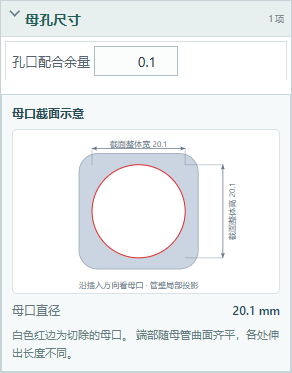 母孔尺寸 1 项
孔口配合余量 0.1
母口截面示意
截面整体宽 20.1
截面整体宽 20.1
沿插入方向看母口 · 管壁局部投影
母口直径 20.1 mm
白色红边为切除的母口。 端部随母管曲面齐平，各处伸
出长度不同。